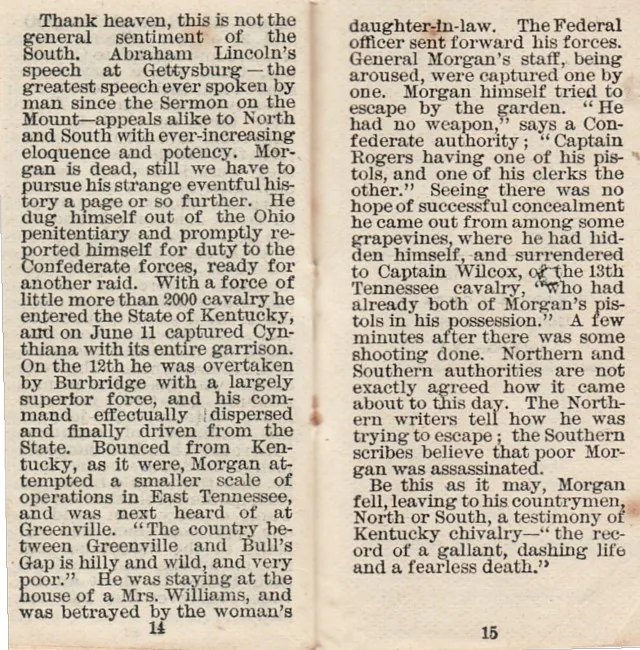 Thank heaven, this is not the
general sentiment of the
South. Abraham Lincoln's
speech at Gettysburg—the
greatest speech ever spoken by
man since the Sermon on the
Mount—appeals alike to North
and South with ever-increasing
eloquence and potency. Mor-
gan is dead, still we have to
pursue his strange eventful his-
tory a page or so further. He
dug himself out of the Ohio
penitentiary and promptly re-
ported himself for duty to the
Confederate forces, ready for
another raid. With a force of
little more than 2000 cavalry he
entered the State of Kentucky,
and on June 11 captured Cyn-
thiana with its entire garrison.
On the 12th he was overtaken
by Burbridge with a largely
superior force, and his com-
mand effectually dispersed
and finally driven from the
State. Bounced from Ken-
tucky, as it were, Morgan at-
tempted a smaller scale of
operations in East Tennessee,
and was next heard of at
Greenville. "The country be-
tween Greenville and Bull's
Gap is hilly and wild, and very
poor." He was staying at the
house of a Mrs. Williams, and
was betrayed by the woman's
14
daughter-in-law. The Federal
officer sent forward his forces.
General Morgan's staff, being
aroused, were captured one by
one. Morgan himself tried to
escape by the garden. "He
had no weapon," says a Con-
federate authority; "Captain
Rogers having one of his pis-
tols, and one of his clerks the
other." Seeing there was no
hope of successful concealment
he came out from among some
grapevines, where he had hid-
den himself, and surrendered
to Captain Wilcox, of the 13th
Tennessee cavalry, "who had
already both of Morgan's pis-
tols in his possession." A few
minutes after there was some
shooting done. Northern and
Southern authorities are not
exactly agreed how it came
about to this day. The North-
ern writers tell how he was
trying to escape; the Southern
scribes believe that poor Mor-
gan was assassinated.
Be this as it may, Morgan
fell, leaving to his countrymen,
North or South, a testimony of
Kentucky chivalry—"the rec-
ord of a gallant, dashing life
and a fearless death."
15